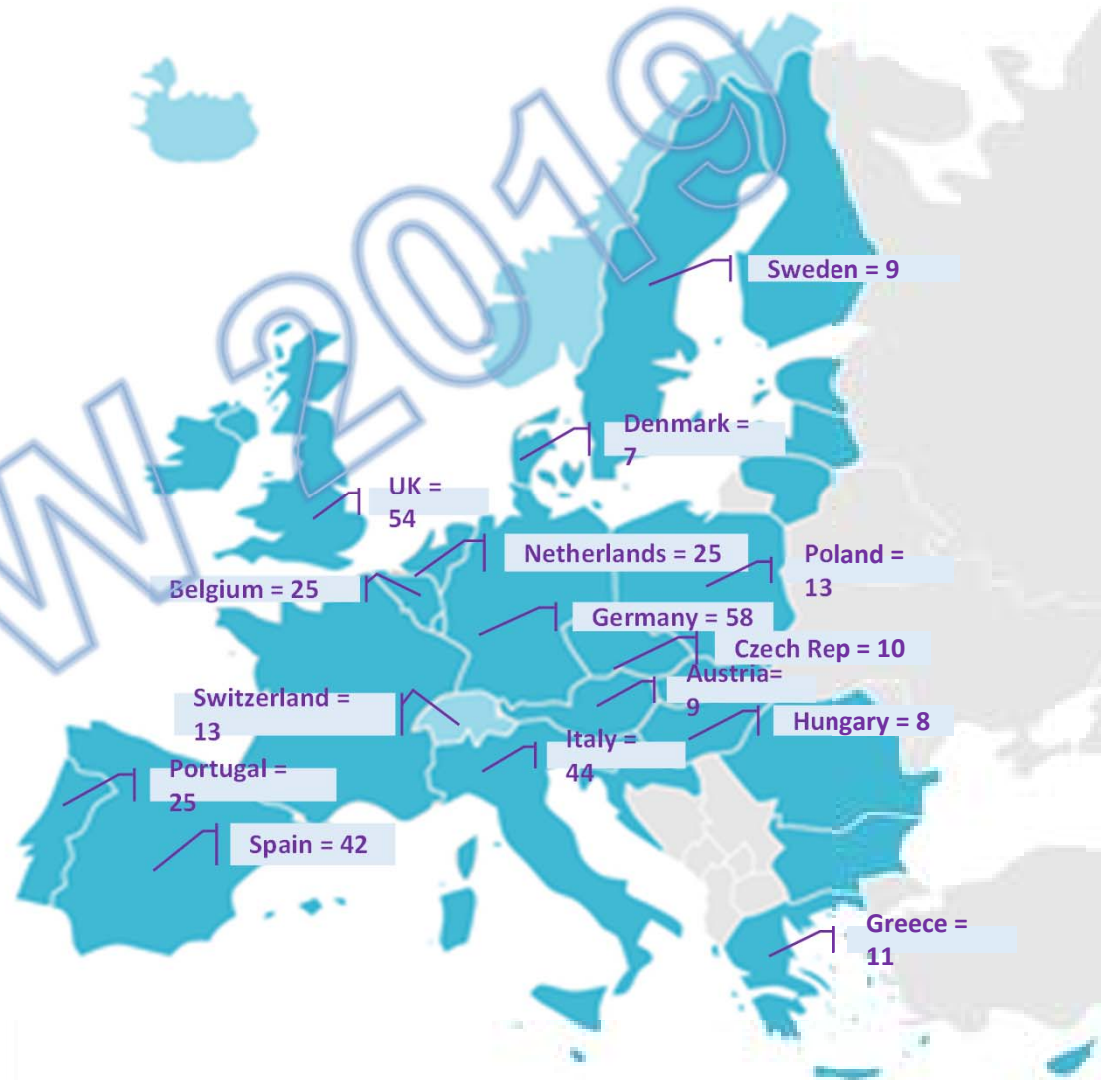 W 2019
Sweden = 9
Denmark =
7
UK =
54
Netherlands = 25
Poland =
13
Belgium = 25
Germany = 58
Czech Rep = 10
Austria=
9
Switzerland =
13
Hungary = 8
Italy =
44
Portugal =
25
Spain = 42
Greece =
11